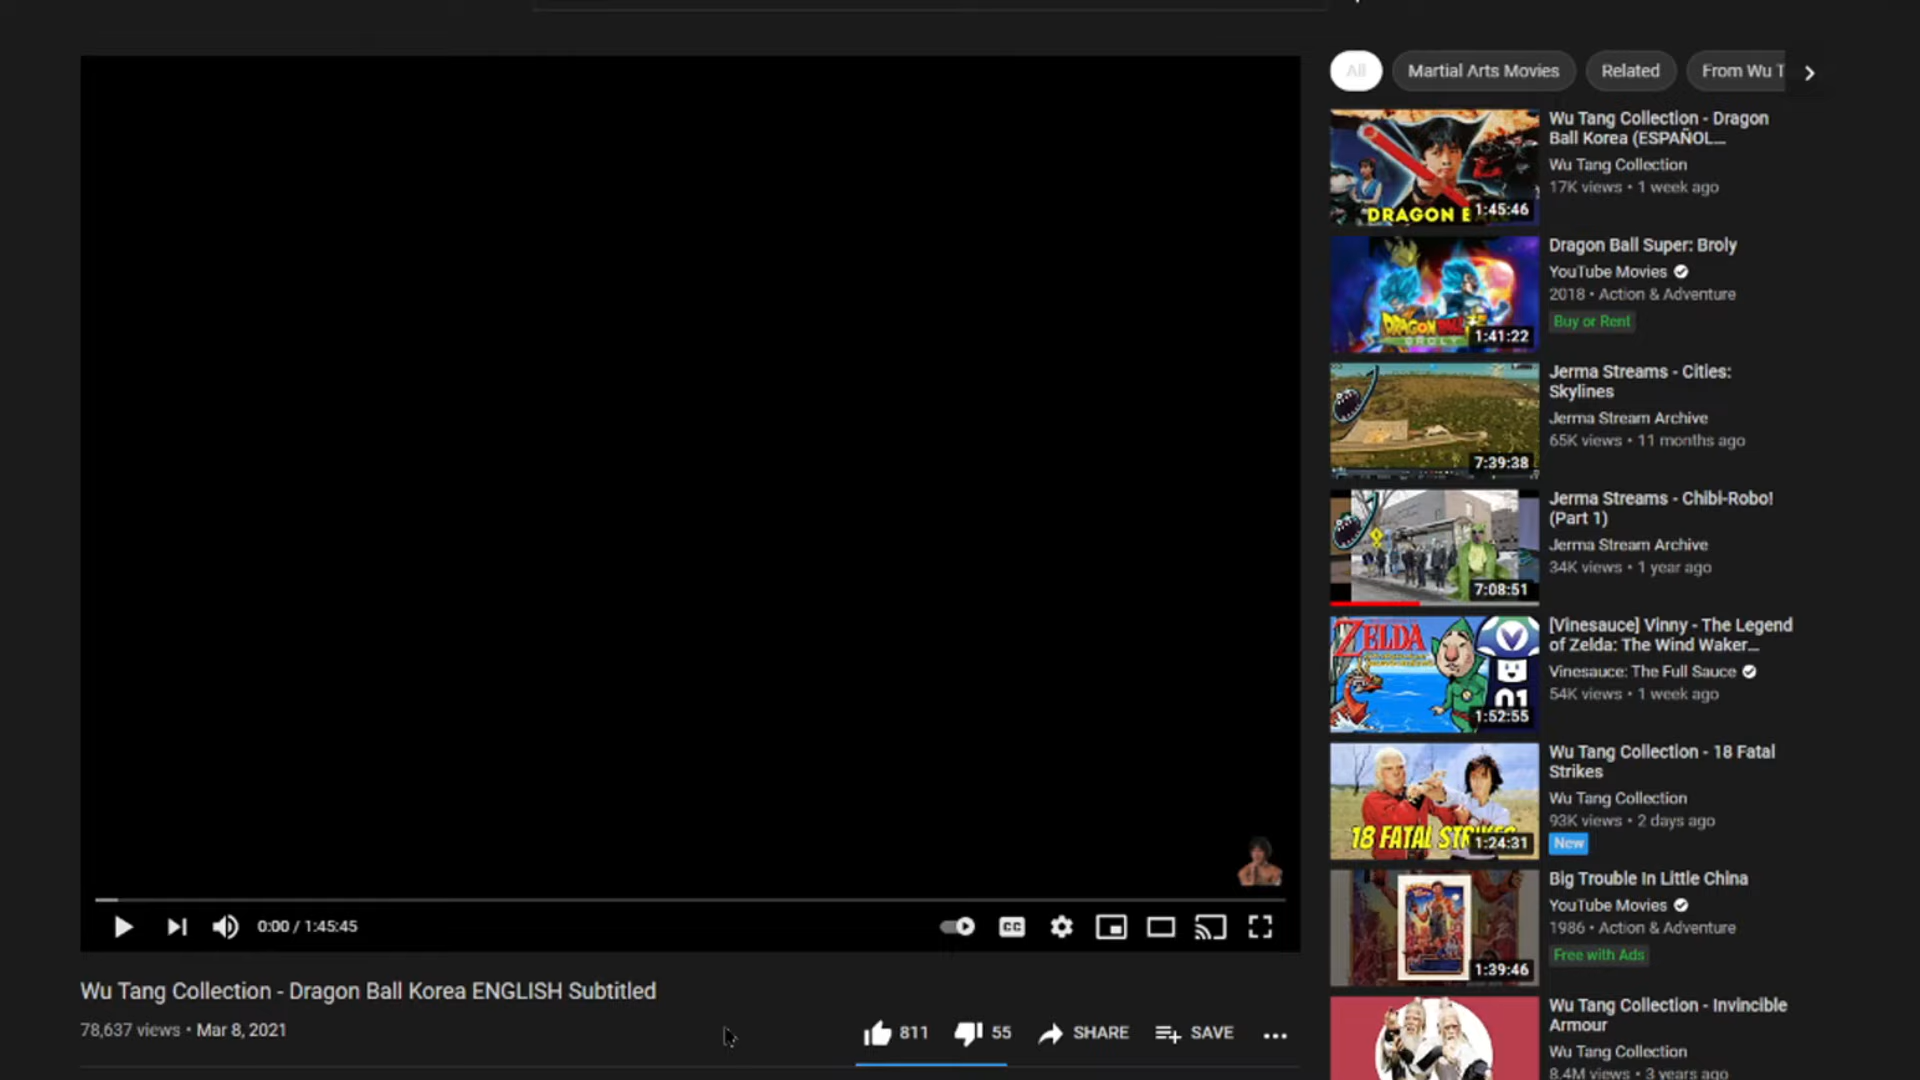 All
Martial Arts Movies
Related
From Wu T
Wu Tang Collection - Dragon
Ball Korea (ESPAÑOL...
Wu Tang Collection
17K views • 1 week ago
DRAGON B
1:45:46
Dragon Ball Super: Broly
YouTube Movies
2018 • Action & Adventure
Buy or Rent
DRAGON BALL
BROLY
1:41:22
Jerma Streams - Cities:
Skylines
Jerma Stream Archive
65K views • 11 months ago
7:39:38
Jerma Streams - Chibi-Robo!
(Part 1)
Jerma Stream Archive
34K views • 1 year ago
7:08:51
[Vinesauce] Vinny - The Legend
of Zelda: The Wind Waker...
Vinesauce: The Full Sauce
54K views • 1 week ago
ZELDA
01
1:52:55
Wu Tang Collection - 18 Fatal
Strikes
Wu Tang Collection
93K views • 2 days ago
New
18 FATAL STRIKES
1:24:31
Big Trouble In Little China
YouTube Movies
1986 • Action & Adventure
Free with Ads
1:39:46
Wu Tang Collection - Invincible
Armour
Wu Tang Collection
8.4M views • 3 years ago
0:00 / 1:45:45
CC
Wu Tang Collection - Dragon Ball Korea ENGLISH Subtitled
78,637 views • Mar 8, 2021
811
55
SHARE
SAVE